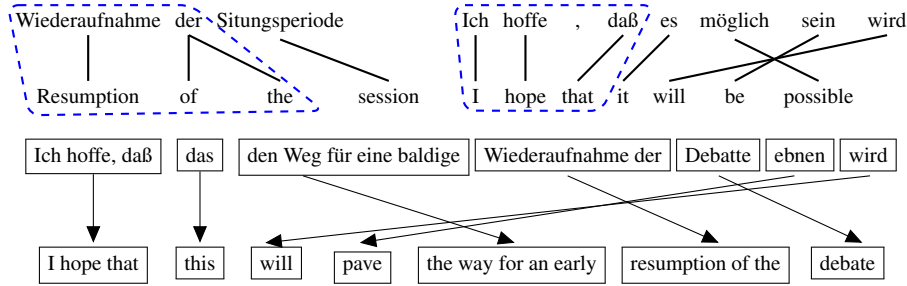 Wiederaufnahme der Situngsperiode Ich hoffe , daß es möglich sein wird
Resumption of the session I hope that it will be possible
Ich hoffe, daß das den Weg für eine baldige Wiederaufnahme der Debatte ebnen wird
I hope that this will pave the way for an early resumption of the debate